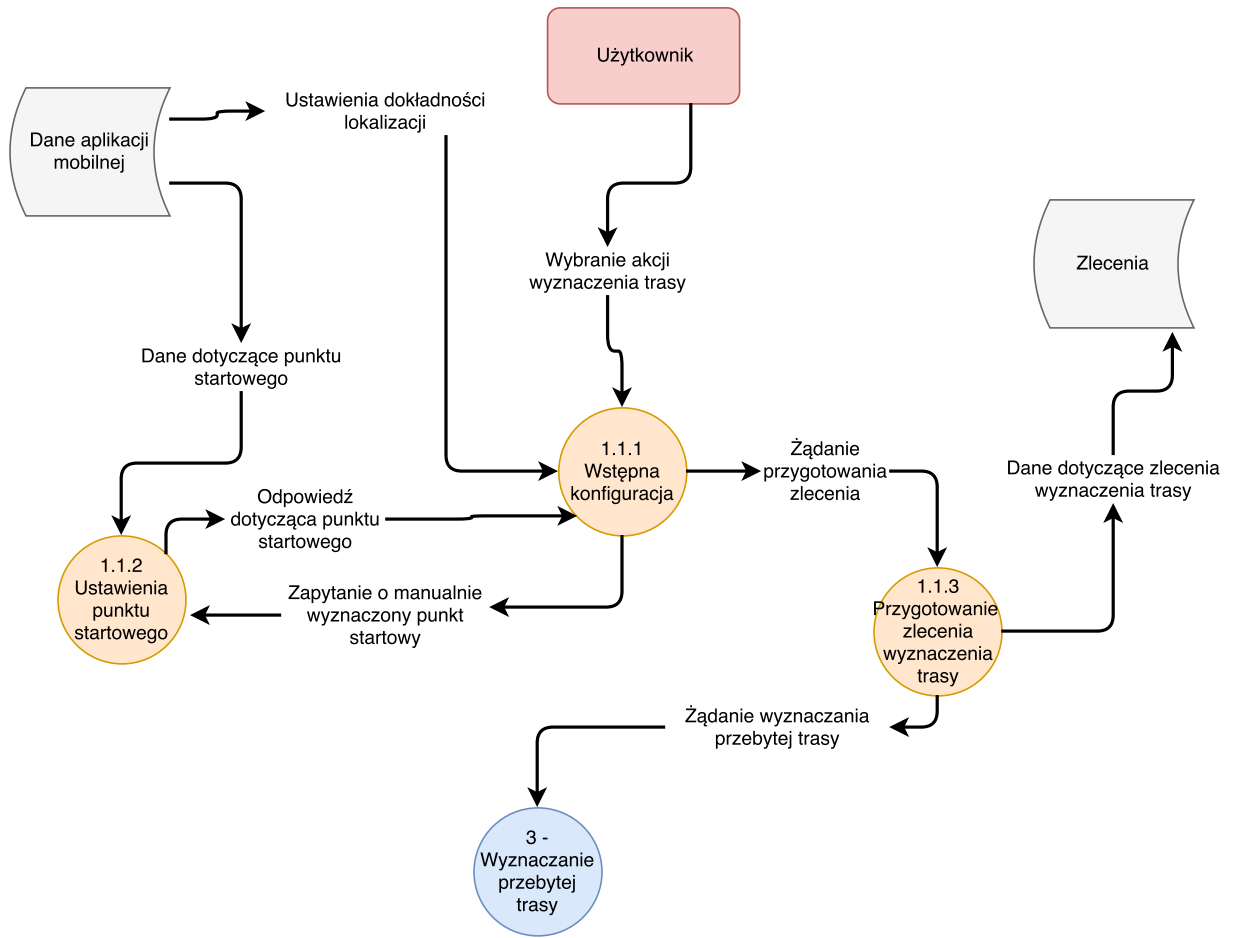 Użytkownik
Ustawienia dokładności
lokalizacji
Dane aplikacji
mobilnej
Wybranie akcji
wyznaczenia trasy
Zlecenia
Dane dotyczące punktu
startowego
1.1.1
Wstępna
konfiguracja
Żądanie
przygotowania
zlecenia
Dane dotyczące zlecenia
wyznaczenia trasy
Odpowiedź
dotycząca punktu
startowego
1.1.2
Ustawienia
punktu
startowego
Zapytanie o manualnie
wyznaczony punkt
startowy
1.1.3
Przygotowanie
zlecenia
wyznaczenia
trasy
Żądanie wyznaczania
przebytej trasy
3 -
Wyznaczanie
przebytej
trasy